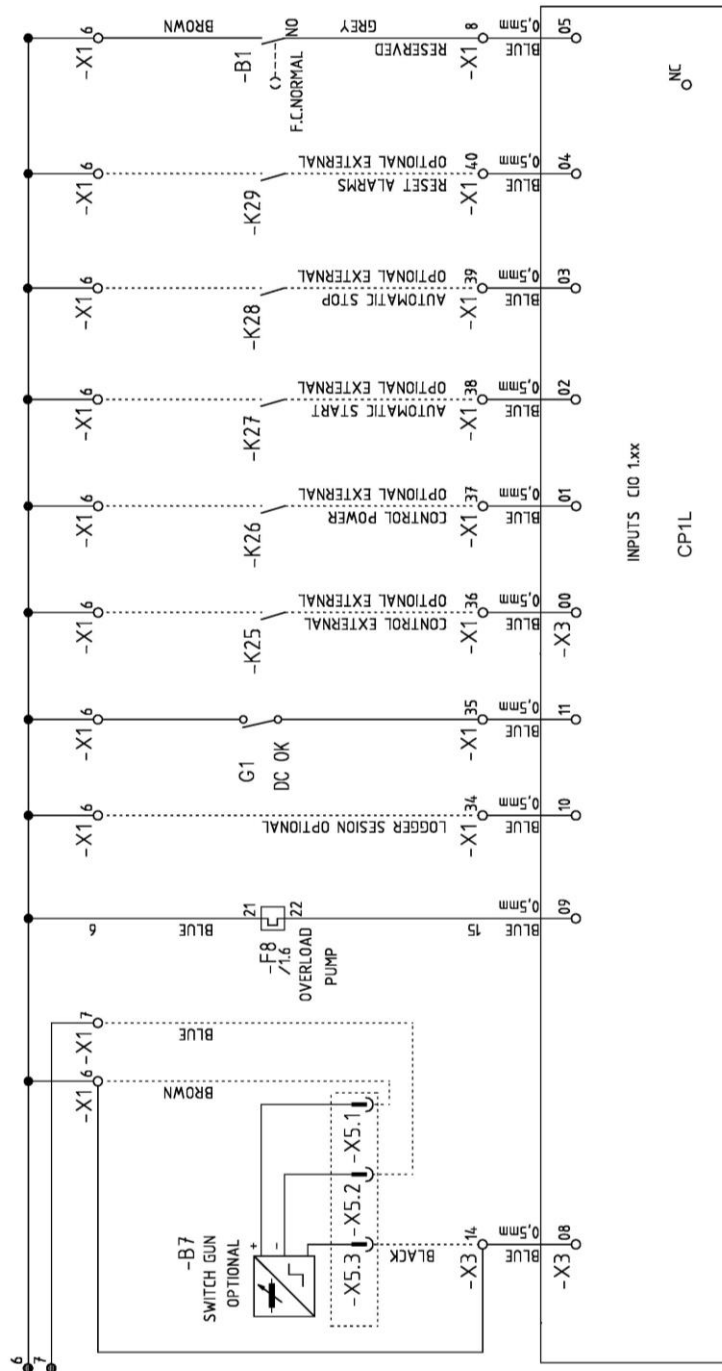 6
7
-B7
SWITCH GUN
OPTIONAL
+
-
-X5.3
-X5.2
-X5.1
BLACK
-X3 14
BLUE
0,5mm
-X3 08
-X1 6
BROWN
-X1 7
BLUE
6
BLUE
-F8
/1.6
OVERLOAD
PUMP
21
22
15
BLUE
0,5mm
09
-X1 6
LOGGER SESION OPTIONAL
-X1 34
BLUE
0,5mm
10
-X1 6
G1
DC OK
-X1 35
BLUE
0,5mm
11
-X1 6
-K25
CONTROL EXTERNAL
OPTIONAL EXTERNAL
-X1 36
BLUE
0,5mm
-X3 00
-X1 6
-K26
CONTROL POWER
OPTIONAL EXTERNAL
-X1 37
BLUE
0,5mm
01
-X1 6
-K27
AUTOMATIC START
OPTIONAL EXTERNAL
-X1 38
BLUE
0,5mm
02
-X1 6
-K28
AUTOMATIC STOP
OPTIONAL EXTERNAL
-X1 39
BLUE
0,5mm
03
-X1 6
-K29
RESET ALARMS
OPTIONAL EXTERNAL
-X1 40
BLUE
0,5mm
04
-X1 6
BROWN
-B1
NO
F.C.NORMAL
GREY
RESERVED
-X1 8
BLUE
0,5mm
05
NC
INPUTS CIO 1.xx
CP1L